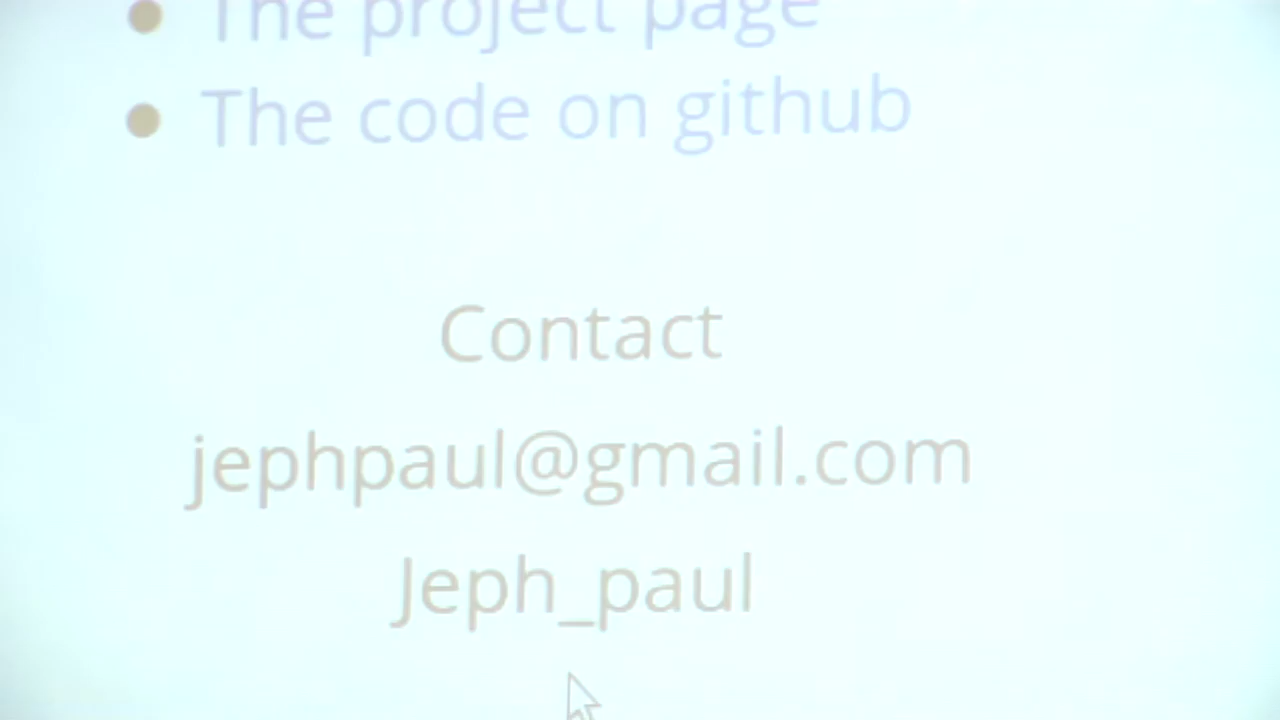 The project page
The code on github
Contact
jephpaul@gmail.com
Jeph_paul